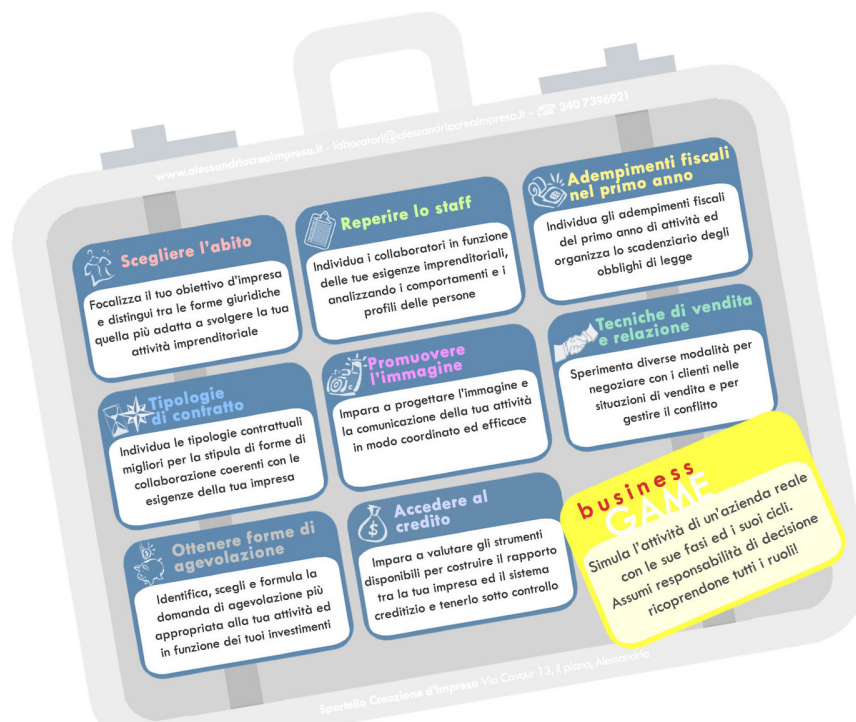 www.alessandriacreaimpresa.it - laboratori@alessandriacreaimpresa.it - ☎ 340 7396921
Scegliere l'abito
Focalizza il tuo obiettivo d'impresa
e distingui tra le forme giuridiche
quella più adatta a svolgere la tua
attività imprenditoriale
Reperire lo staff
Individua i collaboratori in funzione
delle tue esigenze imprenditoriali,
analizzando i comportamenti e i
profili delle persone
Adempimenti fiscali
nel primo anno
Individua gli adempimenti fiscali
del primo anno di attività ed
organizza lo scadenziario degli
obblighi di legge
Tipologie
di contratto
Individua le tipologie contrattuali
migliori per la stipula di forme di
collaborazione coerenti con le
esigenze della tua impresa
Promuovere
l'immagine
Impara a progettare l'immagine e
la comunicazione della tua attività
in modo coordinato ed efficace
Tecniche di vendita
e relazione
Sperimenta diverse modalità per
negoziare con i clienti nelle
situazioni di vendita e per
gestire il conflitto
Ottenere forme di
agevolazione
Identifica, scegli e formula la
domanda di agevolazione più
appropriata alla tua attività ed
in funzione dei tuoi investimenti
Accedere al
credito
Impara a valutare gli strumenti
disponibili per costruire il rapporto
tra la tua impresa ed il sistema
creditizio e tenerlo sotto controllo
business
GAME
Simula l'attività di un'azienda reale
con le sue fasi ed i suoi cicli.
Assumi responsabilità di decisione
ricoprendone tutti i ruoli!
Sportello Creazione d'Impresa Via Cavour 13, II piano, Alessandria